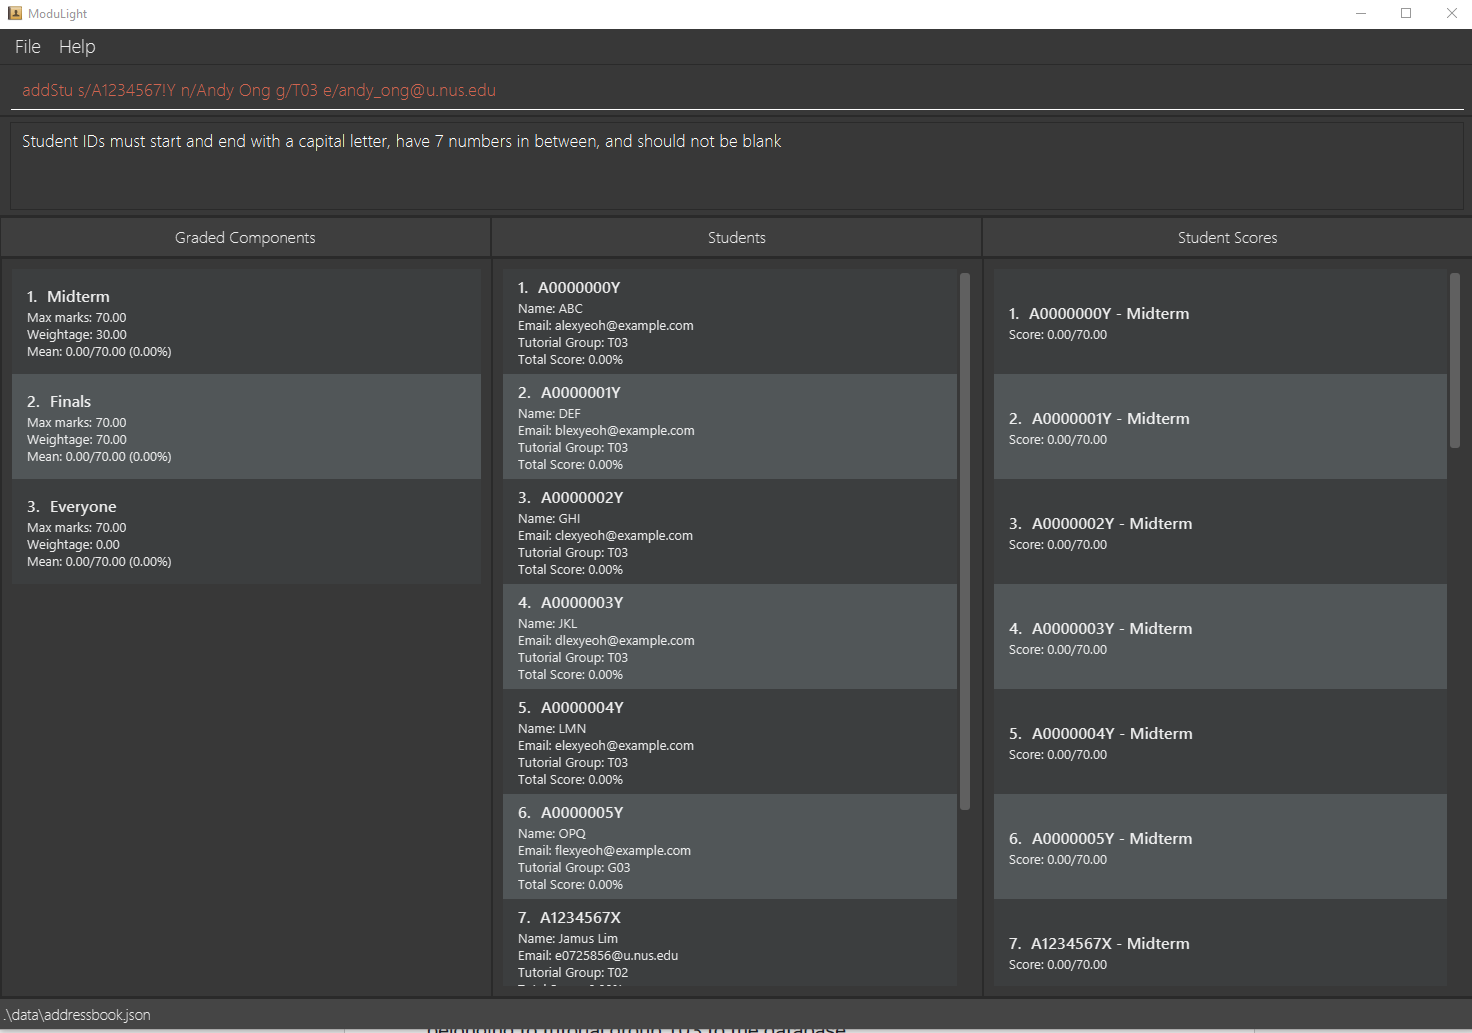 ModuLight
File Help
addStu s/A1234567!Y n/Andy Ong g/T03 e/andy_ong@u.nus.edu
Student IDs must start and end with a capital letter, have 7 numbers in between, and should not be blank
Graded Components
1. Midterm
Max marks: 70.00
Weightage: 30.00
Mean: 0.00/70.00 (0.00%)
2. Finals
Max marks: 70.00
Weightage: 70.00
Mean: 0.00/70.00 (0.00%)
3. Everyone
Max marks: 70.00
Weightage: 0.00
Mean: 0.00/70.00 (0.00%)
Students
1. A0000000Y
Name: ABC
Email: alexyeoh@example.com
Tutorial Group: T03
Total Score: 0.00%
2. A0000001Y
Name: DEF
Email: blexyeoh@example.com
Tutorial Group: T03
Total Score: 0.00%
3. A0000002Y
Name: GHI
Email: clexyeoh@example.com
Tutorial Group: T03
Total Score: 0.00%
4. A0000003Y
Name: JKL
Email: dlexyeoh@example.com
Tutorial Group: T03
Total Score: 0.00%
5. A0000004Y
Name: LMN
Email: elexyeoh@example.com
Tutorial Group: T03
Total Score: 0.00%
6. A0000005Y
Name: OPQ
Email: flexyeoh@example.com
Tutorial Group: G03
Total Score: 0.00%
7. A1234567X
Name: Jamus Lim
Email: e0725856@u.nus.edu
Tutorial Group: T02
Student Scores
1. A0000000Y - Midterm
Score: 0.00/70.00
2. A0000001Y - Midterm
Score: 0.00/70.00
3. A0000002Y - Midterm
Score: 0.00/70.00
4. A0000003Y - Midterm
Score: 0.00/70.00
5. A0000004Y - Midterm
Score: 0.00/70.00
6. A0000005Y - Midterm
Score: 0.00/70.00
7. A1234567X - Midterm
Score: 0.00/70.00
.\data\addressbook.json